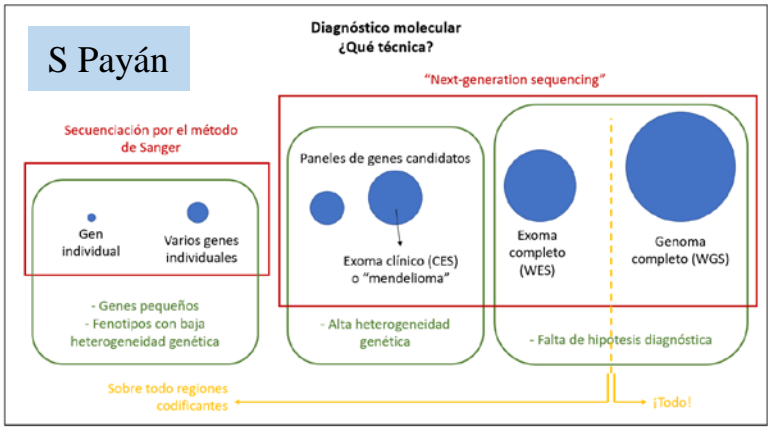 Diagnóstico molecular
¿Qué técnica?
S Payán
"Next-generation sequencing"
Secuenciación por el método
de Sanger
Gen
individual
Varios genes
individuales
- Genes pequeños
- Fenotipos con baja
heterogeneidad genética
Paneles de genes candidatos
Exoma clínico (CES)
o "mendelioma"
- Alta heterogeneidad
genética
Exoma
completo
(WES)
Genoma
completo (WGS)
- Falta de hipótesis diagnóstica
Sobre todo regiones
codificantes
¡Todo!